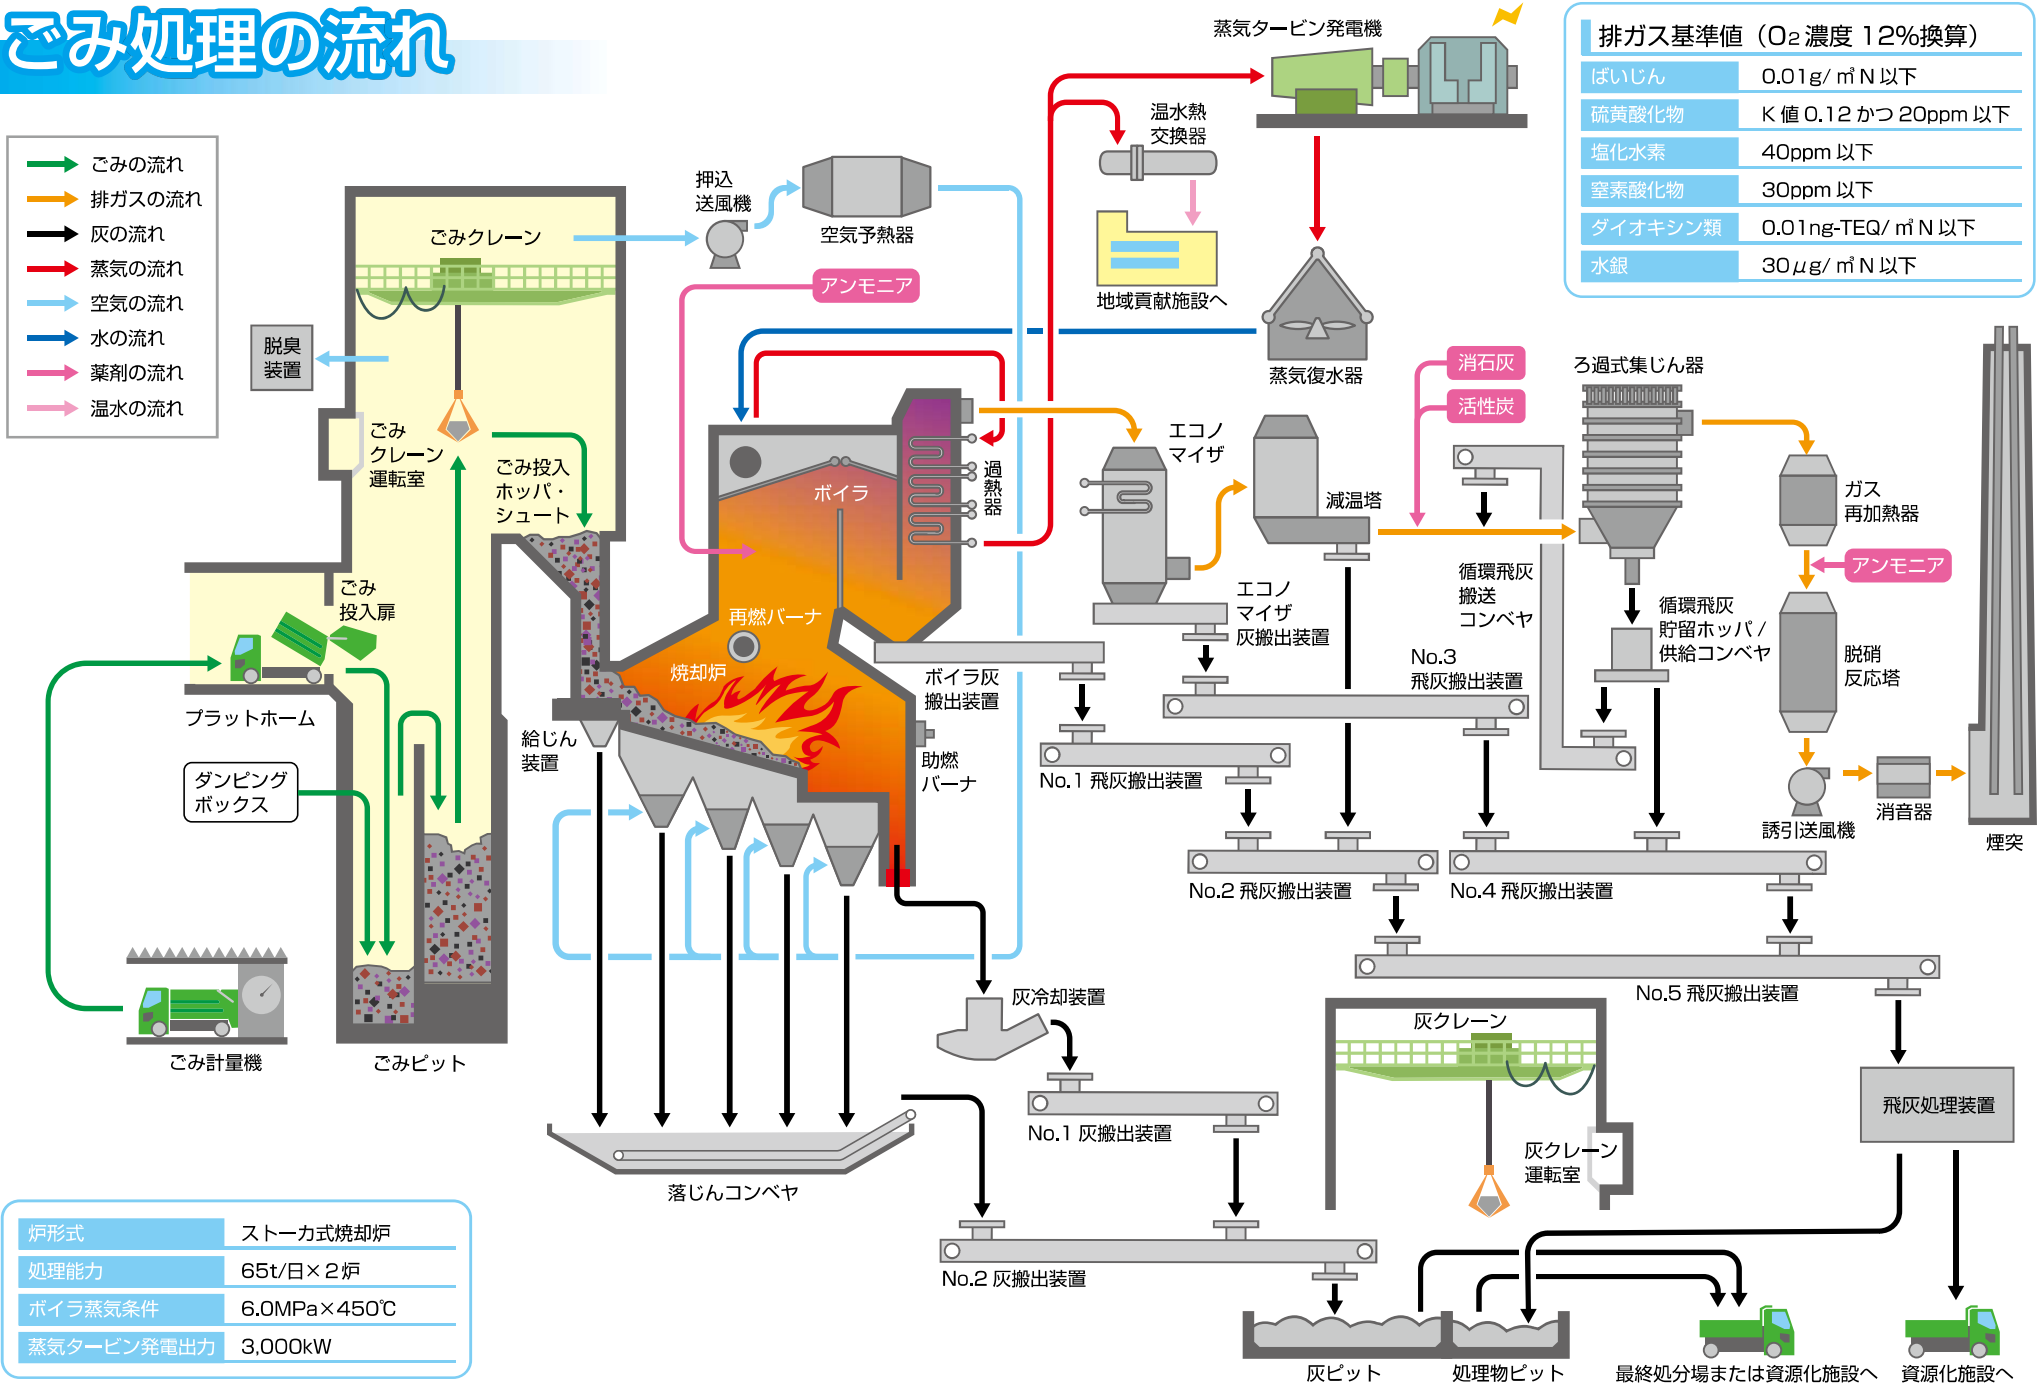 ごみ処理の流れ
ごみの流れ
排ガスの流れ
灰の流れ
蒸気の流れ
空気の流れ
水の流れ
薬剤の流れ
温水の流れ
排ガス基準値（O2濃度 12%換算）
ばいじん 0.01g/㎥N以下
硫黄酸化物 K値0.12かつ20ppm以下
塩化水素 40ppm以下
窒素酸化物 30ppm以下
ダイオキシン類 0.01ng-TEQ/㎥N以下
水銀 30μg/㎥N以下
蒸気タービン発電機
温水熱
交換器
地域貢献施設へ
蒸気復水器
押込
送風機
空気予熱器
アンモニア
ごみクレーン
脱臭
装置
ごみ
クレーン
運転室
ごみ投入
ホッパ・
シュート
ごみ
投入扉
プラットホーム
ダンピング
ボックス
ごみ計量機
ごみピット
給じん
装置
ボイラ
過熱器
再燃バーナ
焼却炉
助燃
バーナ
ボイラ灰
搬出装置
エコノ
マイザ
エコノ
マイザ
灰搬出装置
減温塔
消石灰
活性炭
ろ過式集じん器
循環飛灰
搬送
コンベヤ
循環飛灰
貯留ホッパ/
供給コンベヤ
ガス
再加熱器
アンモニア
脱硝
反応塔
誘引送風機
消音器
煙突
No.1飛灰搬出装置
No.2飛灰搬出装置
No.3
飛灰搬出装置
No.4飛灰搬出装置
No.5飛灰搬出装置
灰冷却装置
No.1灰搬出装置
No.2灰搬出装置
落じんコンベヤ
灰クレーン
灰クレーン
運転室
飛灰処理装置
灰ピット
処理物ピット
最終処分場または資源化施設へ
資源化施設へ
炉形式 ストーカ式焼却炉
処理能力 65t/日×2炉
ボイラ蒸気条件 6.0MPa×450℃
蒸気タービン発電出力 3,000kW